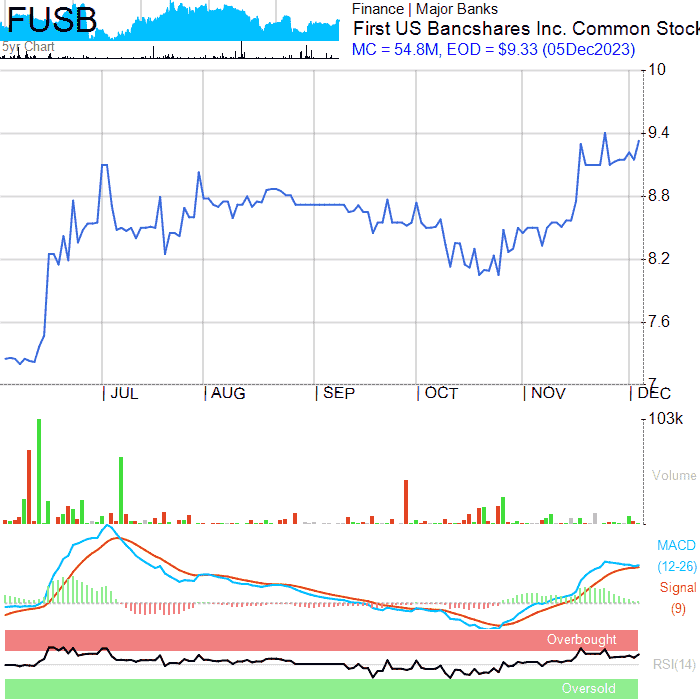 FUSB
5yr Chart
Finance | Major Banks
First US Bancshares Inc. Common Stock
MC = 54.8M, EOD = $9.33 (05Dec2023)
10
9.4
8.8
8.2
7.6
7
JUL AUG SEP OCT NOV DEC
103k
Volume
MACD
(12-26)
Signal
(9)
Overbought
RSI(14)
Oversold